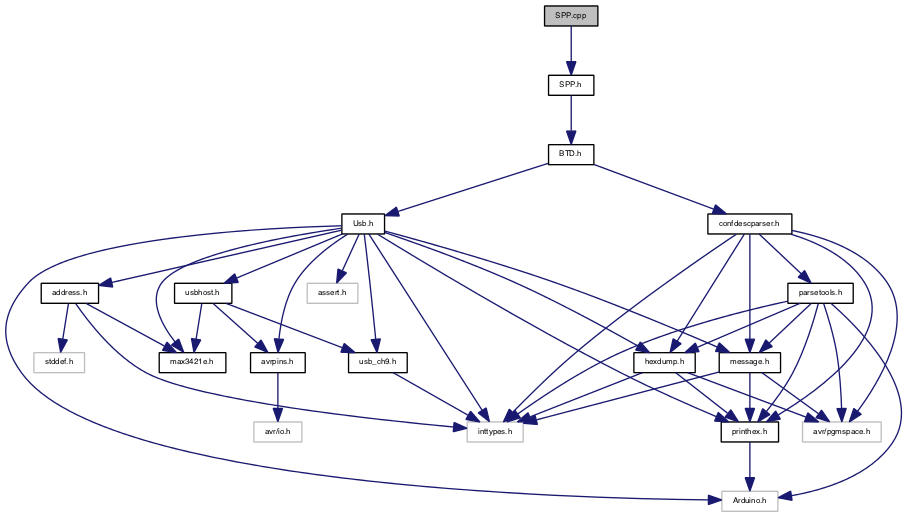 SPP.cpp
SPP.h
BTD.h
Usb.h
confdescparser.h
address.h
usbhost.h
assert.h
parsetools.h
stddef.h
max3421e.h
avrpins.h
usb_ch9.h
hexdump.h
message.h
avr/io.h
inttypes.h
printhex.h
avr/pgmspace.h
Arduino.h